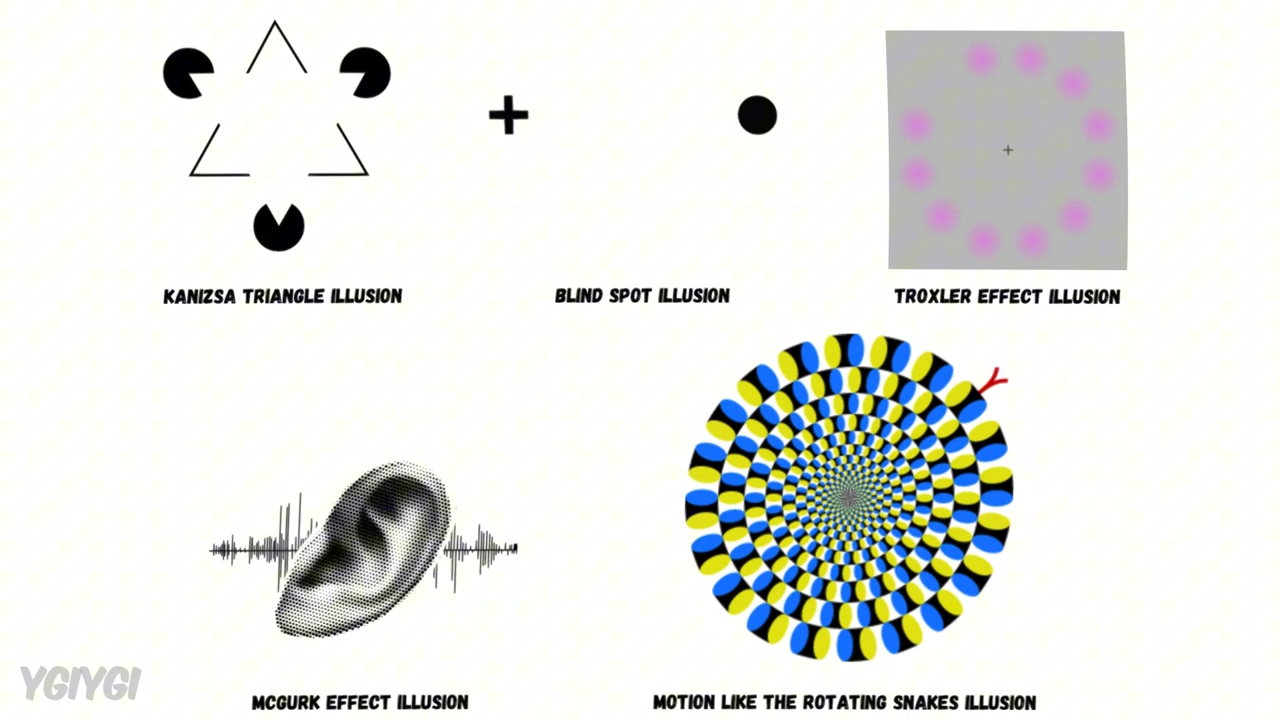 KANIZSA TRIANGLE ILLUSION
BLIND SPOT ILLUSION
TROXLER EFFECT ILLUSION
MCGURK EFFECT ILLUSION
MOTION LIKE THE ROTATING SNAKES ILLUSION
YGIYGI